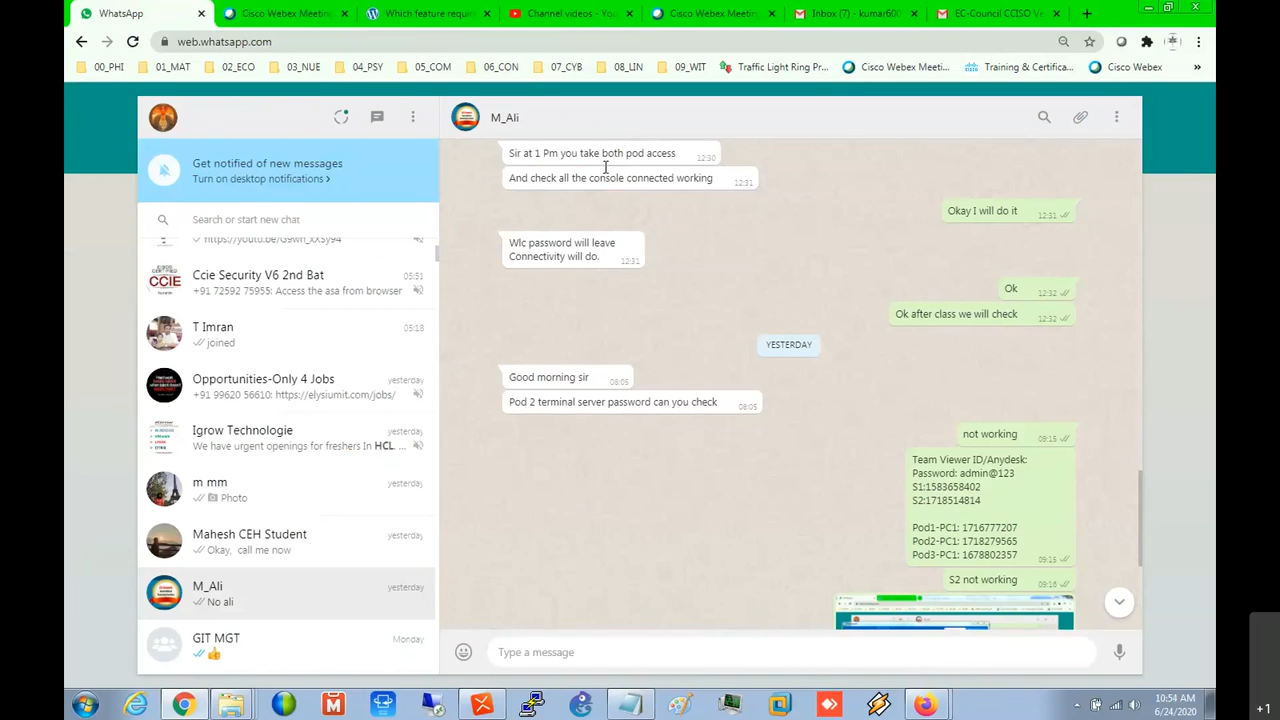 WhatsApp
Cisco Webex Meetin
Which feature requir
Channel videos - You
Cisco Webex Meetin
Inbox (7) - kumar600
EC-Council CCISO Ve
web.whatsapp.com
00_PHI
01_MAT
02_ECO
03_NUE
04_PSY
05_COM
06_CON
07_CYB
08_LIN
09_WIT
Traffic Light Ring Pr...
Cisco Webex Meeti...
Training & Certifica...
Cisco Webex
»
M_Ali
Get notified of new messages
Turn on desktop notifications ›
Search or start new chat
Ccie Security V6 2nd Bat
05:51
+91 72592 75955: Access the asa from browser
CCIE
T Imran
05:18
joined
Opportunities-Only 4 Jobs
yesterday
+91 99620 56610: https://elysiumit.com/jobs/
Igrow Technologie
yesterday
We have urgent openings for freshers In HCL. ...
m mm
yesterday
Photo
Mahesh CEH Student
yesterday
Okay, call me now
M_Ali
yesterday
No ali
GIT MGT
Monday
Sir at 1 Pm you take both pod access
12:30
And check all the console connected working
12:31
Okay I will do it
12:31
Wlc password will leave
Connectivity will do.
12:31
Ok
12:32
Ok after class we will check
12:32
YESTERDAY
Good morning sir
08:05
Pod 2 terminal server password can you check
08:05
not working
09:15
Team Viewer ID/Anydesk:
Password: admin@123
S1:1583658402
S2:1718514814
Pod1-PC1: 1716777207
Pod2-PC1: 1718279565
Pod3-PC1: 1678802357
09:15
S2 not working
09:16
Type a message
10:54 AM
6/24/2020
+1